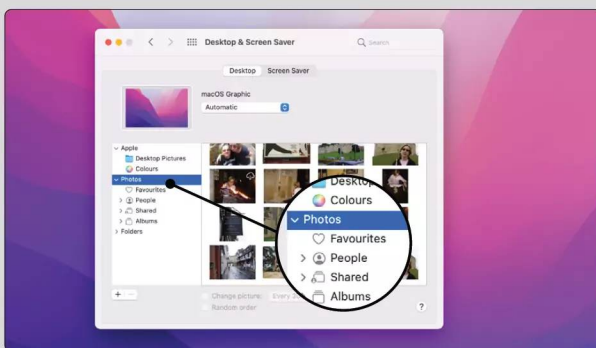 Desktop & Screen Saver
Search
Desktop
Screen Saver
macOS Graphic
Automatic
Apple
Desktop Pictures
Colours
Photos
Favourites
People
Shared
Albums
Folders
Desktop
Colours
Photos
Favourites
People
Shared
Albums
+ −
Change picture:
Every
Random order
?